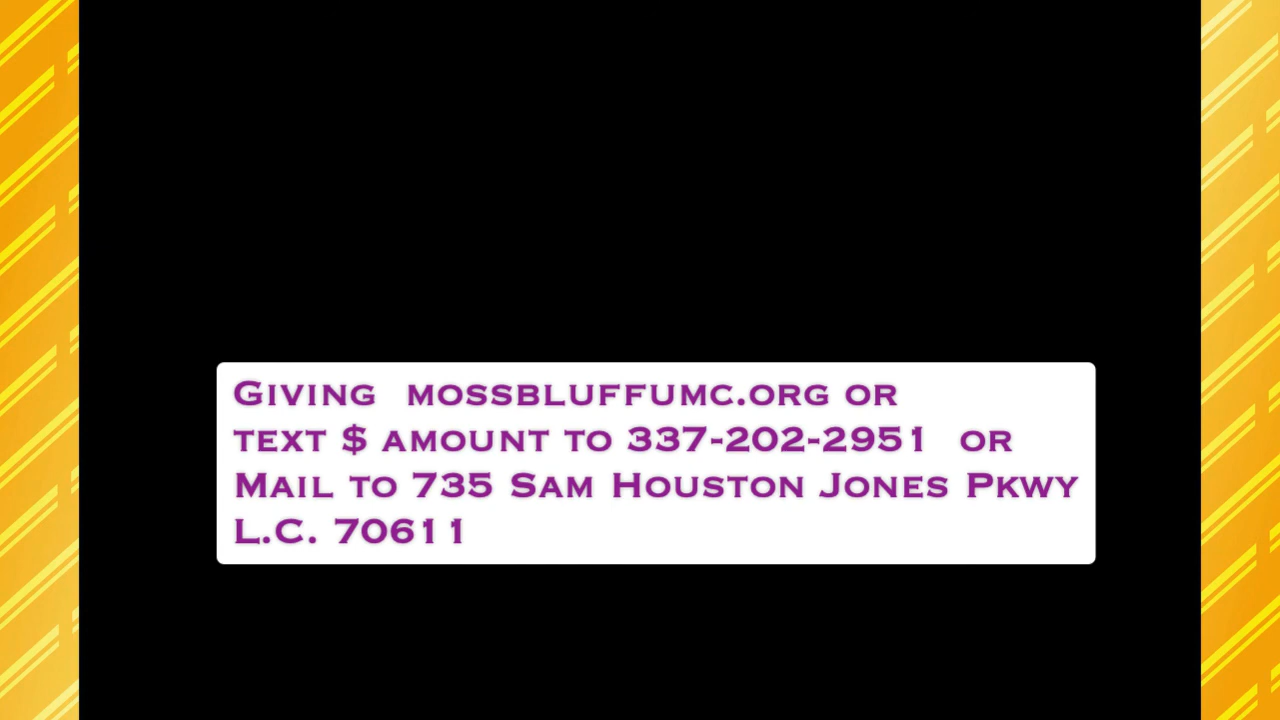 Giving  mossbluffumc.org or
text $ amount to 337-202-2951  or
Mail to 735 Sam Houston Jones Pkwy
L.C. 70611